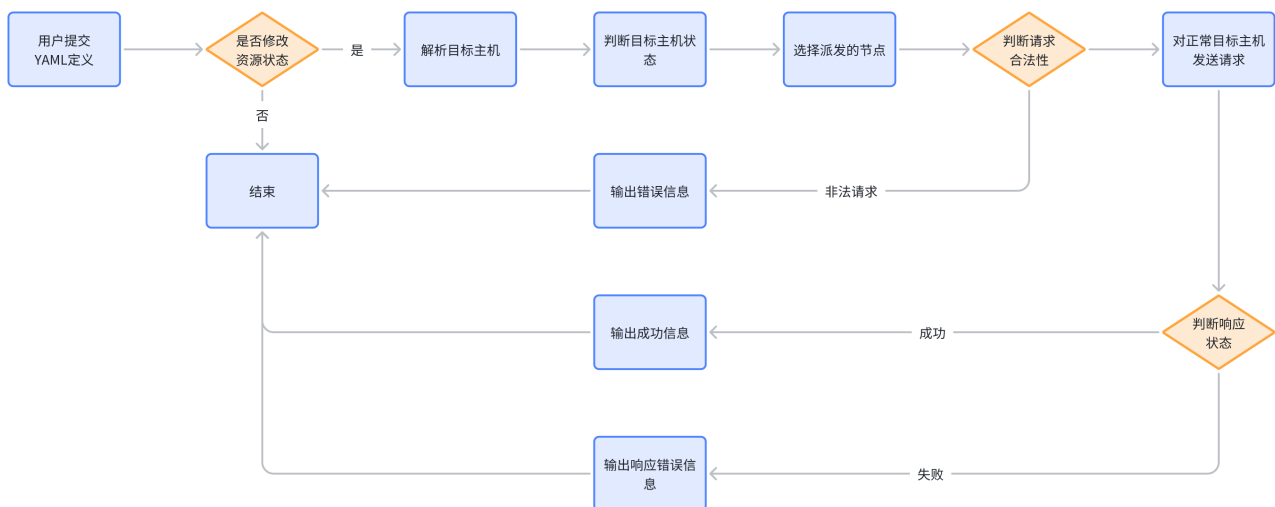 用户提交
YAML定义
是否修改
资源状态
是
解析目标主机
判断目标主机状
态
选择派发的节点
判断请求
合法性
对正常目标主机
发送请求
否
结束
输出错误信息
非法请求
输出成功信息
成功
判断响应
状态
输出响应错误信
息
失败